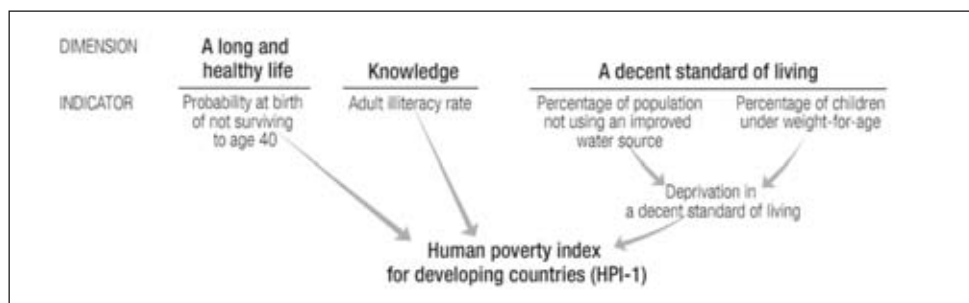 DIMENSION
A long and
healthy life
Knowledge
A decent standard of living
INDICATOR
Probability at birth
of not surviving
to age 40
Adult illiteracy rate
Percentage of population
not using an improved
water source
Percentage of children
under weight-for-age
Deprivation in
a decent standard of living
Human poverty index
for developing countries (HPI-1)